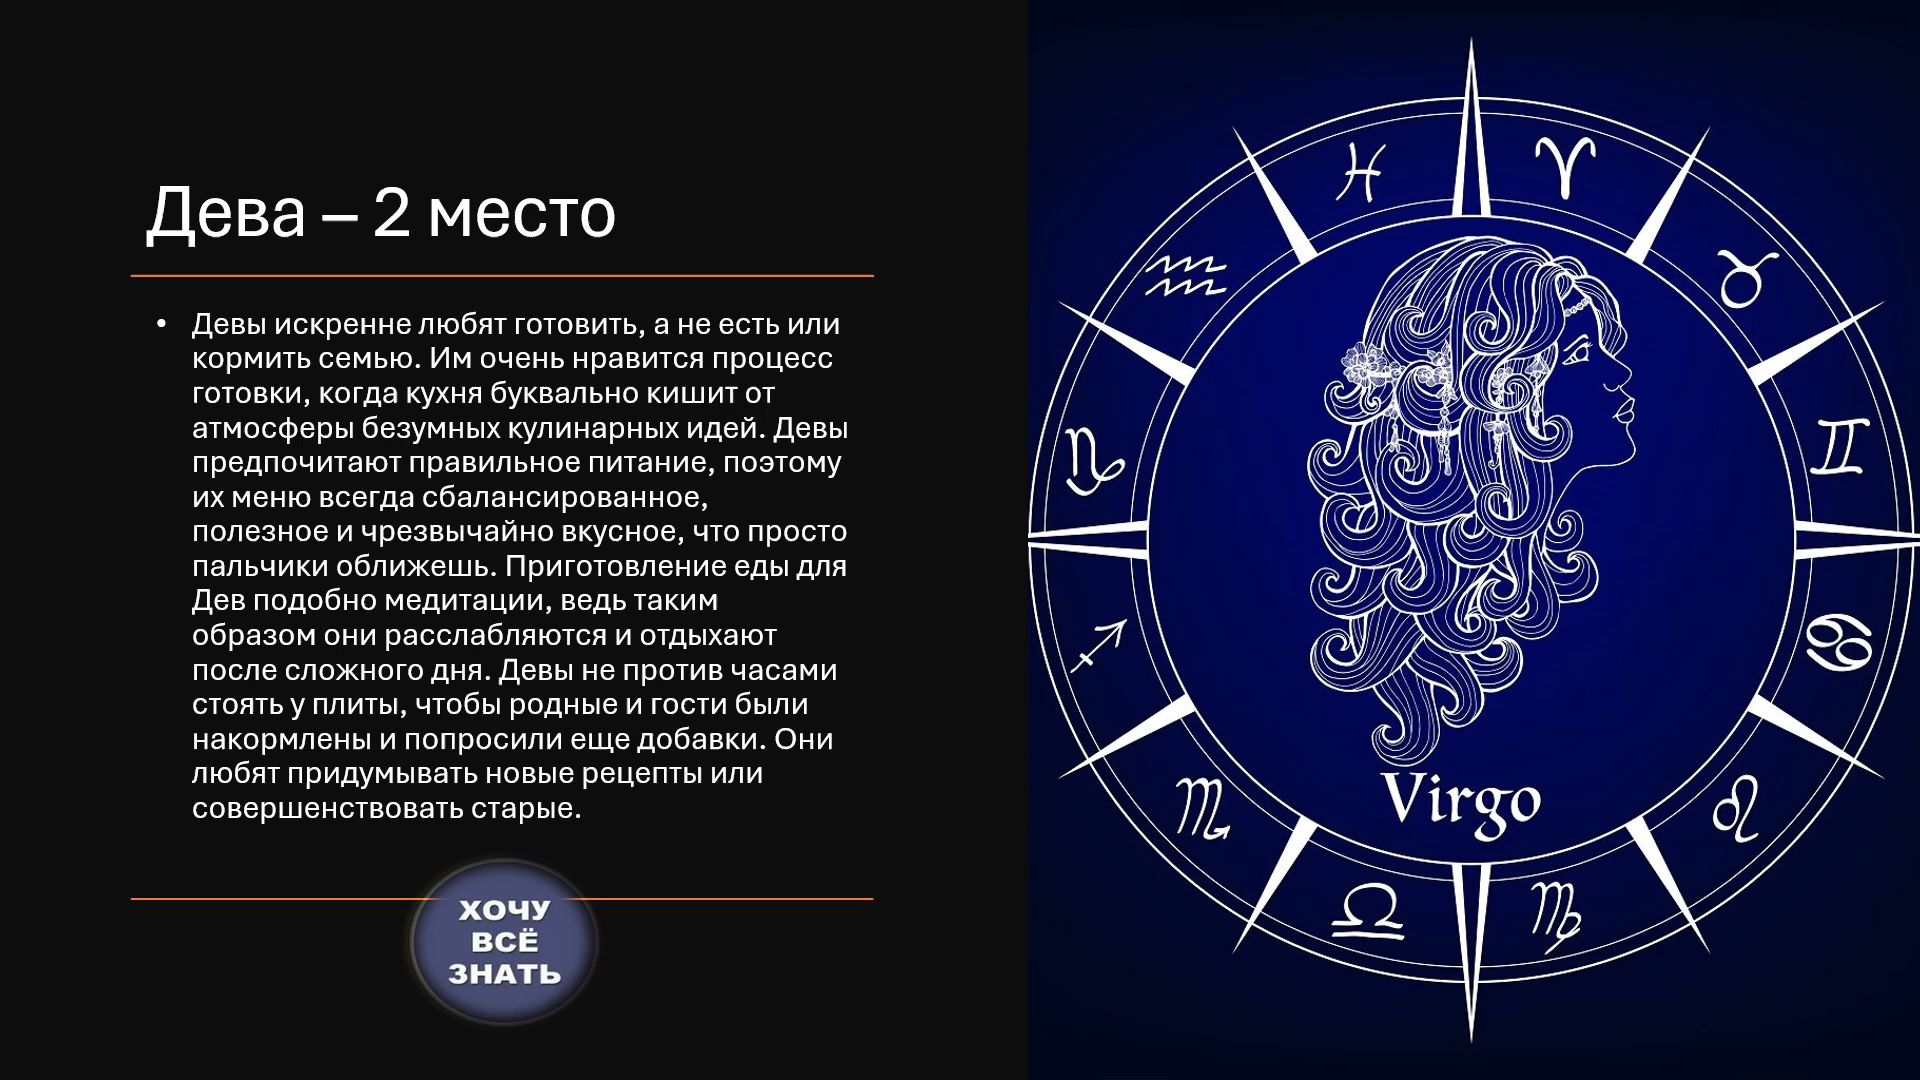 Дева – 2 место
• Девы искренне любят готовить, а не есть или
кормить семью. Им очень нравится процесс
готовки, когда кухня буквально кишит от
атмосферы безумных кулинарных идей. Девы
предпочитают правильное питание, поэтому
их меню всегда сбалансированное,
полезное и чрезвычайно вкусное, что просто
пальчики оближешь. Приготовление еды для
Дев подобно медитации, ведь таким
образом они расслабляются и отдыхают
после сложного дня. Девы не против часами
стоять у плиты, чтобы родные и гости были
накормлены и попросили еще добавки. Они
любят придумывать новые рецепты или
совершенствовать старые.
ХОЧУ
ВСЁ
ЗНАТЬ
Virgo